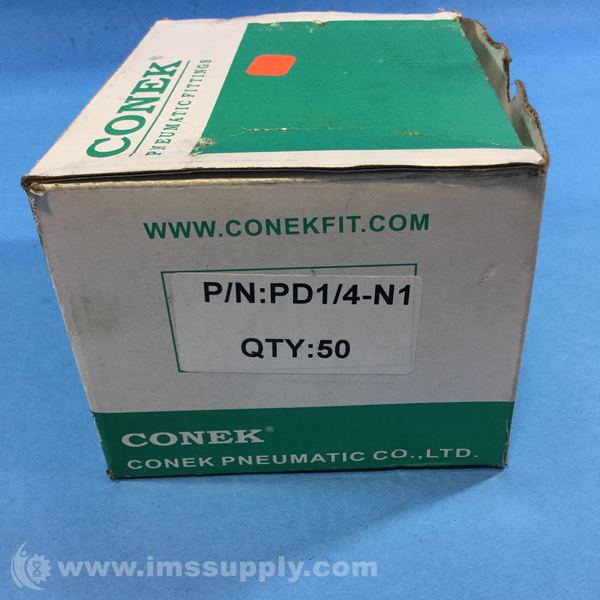 CONEK®
PNEUMATIC FITTINGS
WWW.CONEKFIT.COM
P/N:PD1/4-N1
QTY:50
CONEK®
CONEK PNEUMATIC CO.,LTD.
www.imssupply.com